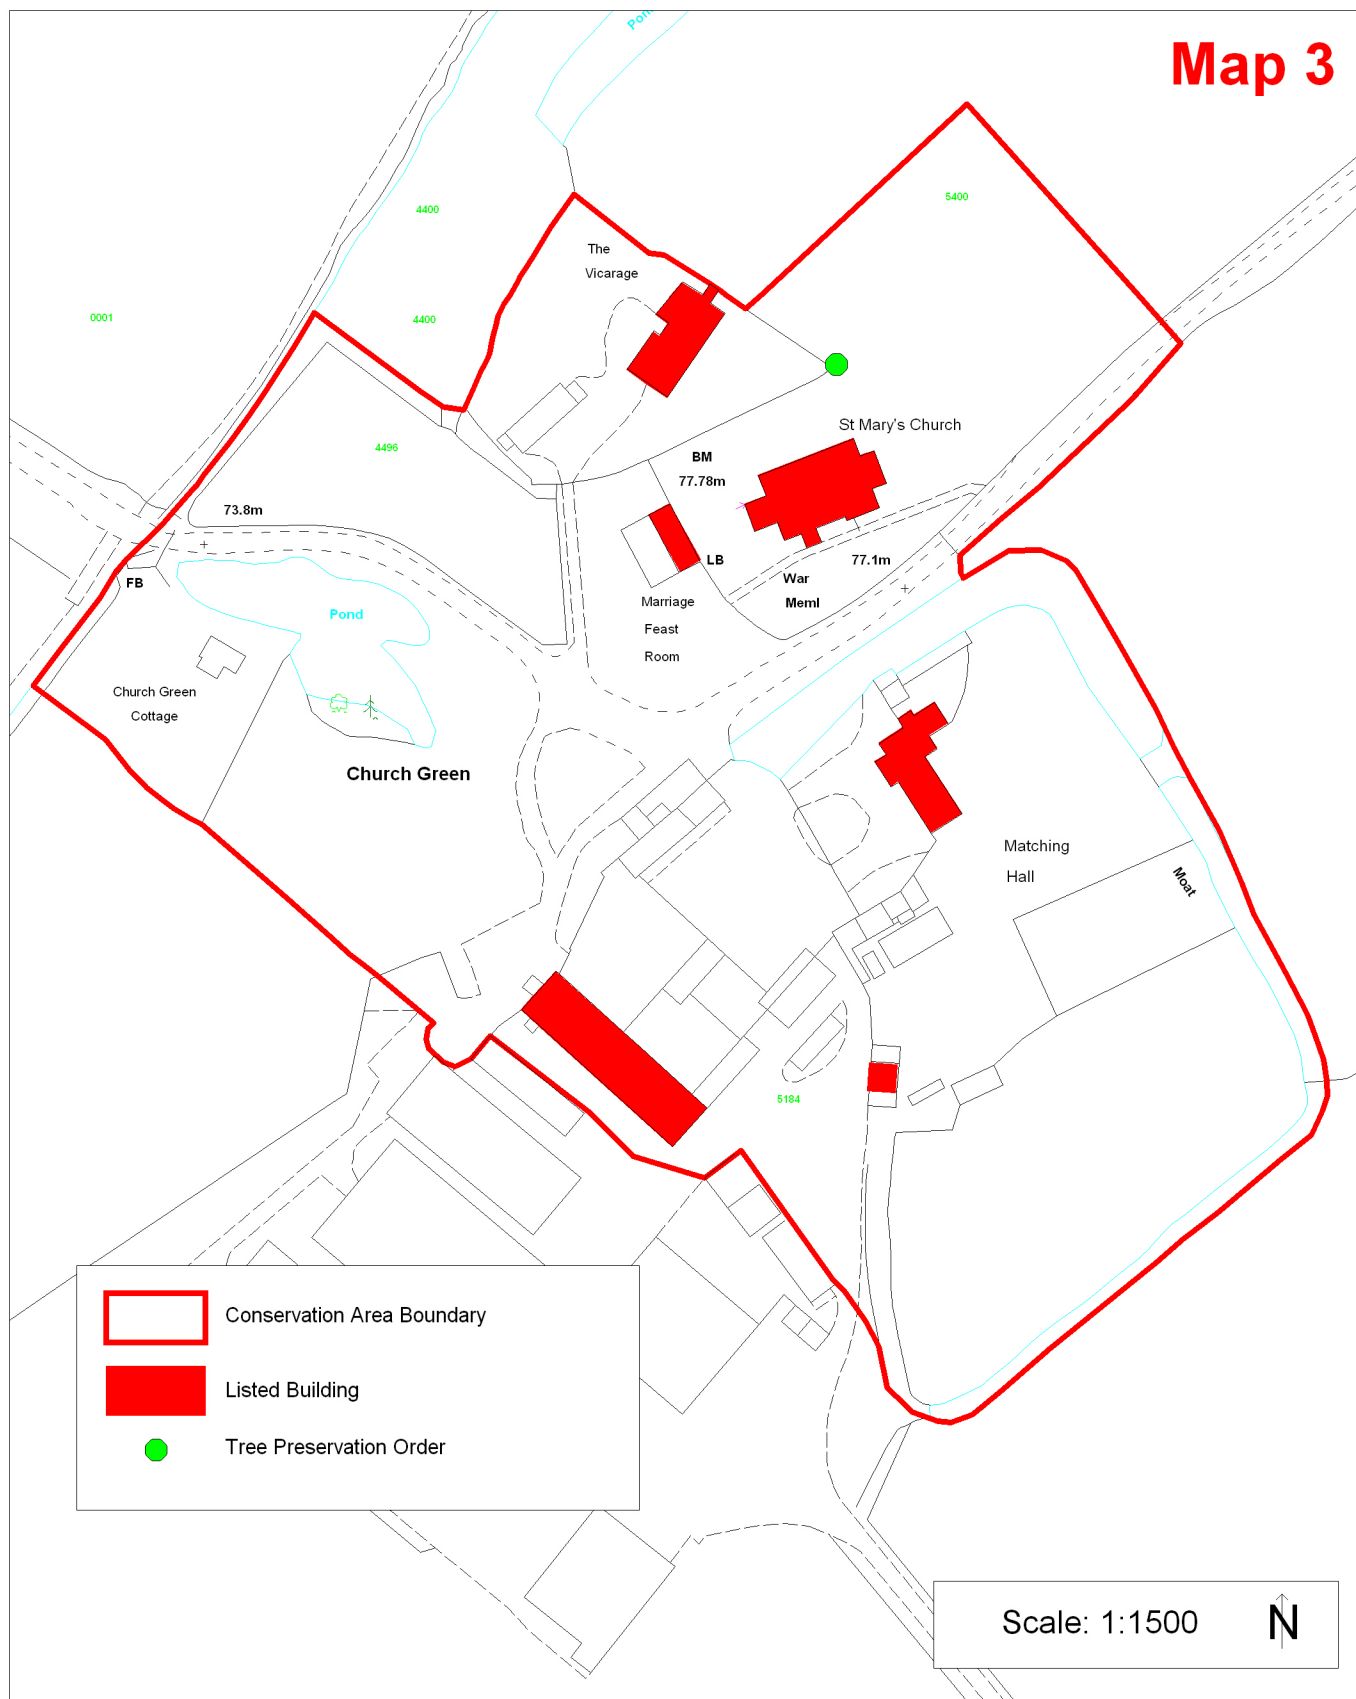 Pon
Map 3
4400
5400
The
Vicarage
0001
4400
St Mary's Church
4496
BM
77.78m
73.8m
LB
77.1m
FB
War
Meml
Marriage
Feast
Room
Pond
Church Green
Cottage
Church Green
Matching
Hall
Moat
5184
Conservation Area Boundary
Listed Building
Tree Preservation Order
Scale: 1:1500
N